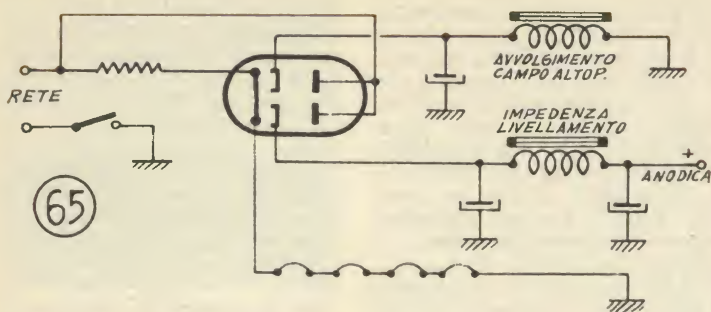 AVVOLGIMENTO
CAMPO ALTOP.
RETE
IMPEDENZA
LIVELLAMENTO
+
ANODICA
65